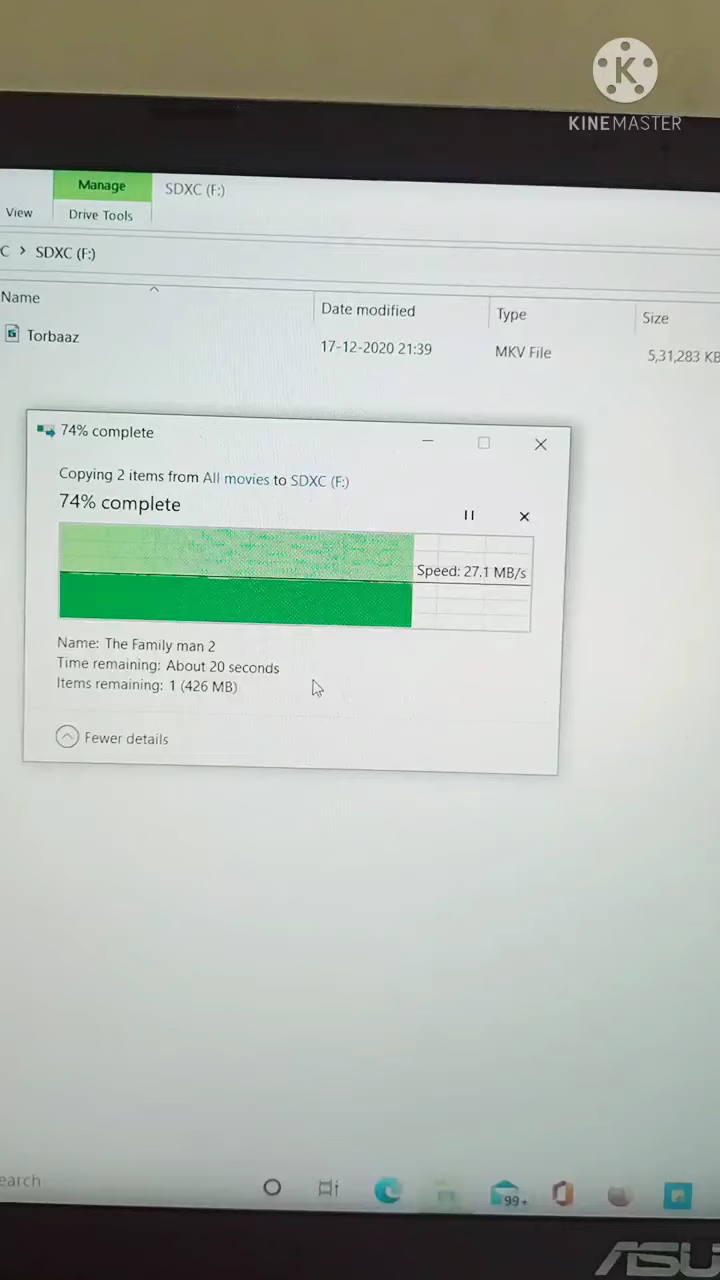 KINEMASTER
Manage
SDXC (F:)
View
Drive Tools
C > SDXC (F:)
Name
Date modified
Type
Size
Torbaaz
17-12-2020 21:39
MKV File
5,31,283 KB
74% complete
Copying 2 items from All movies to SDXC (F:)
74% complete
Speed: 27.1 MB/s
Name: The Family man 2
Time remaining: About 20 seconds
Items remaining: 1 (426 MB)
Fewer details
earch
99+
ASU